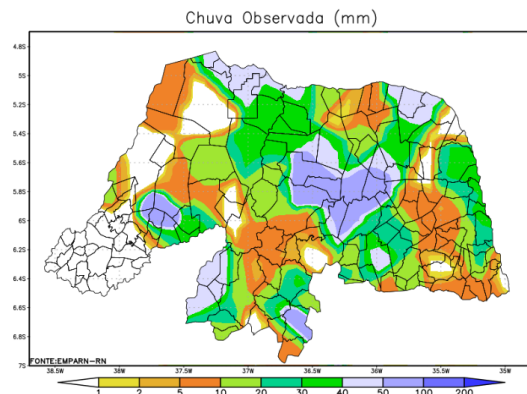 Chuva Observada (mm)
4.8S
5S
5.2S
5.4S
5.6S
5.8S
6S
6.2S
6.4S
6.6S
6.8S
7S
FONTE:EMPARN-RN
38.5W 38W 37.5W 37W 36.5W 36W 35.5W 35W
1 2 5 10 20 30 40 50 100 200